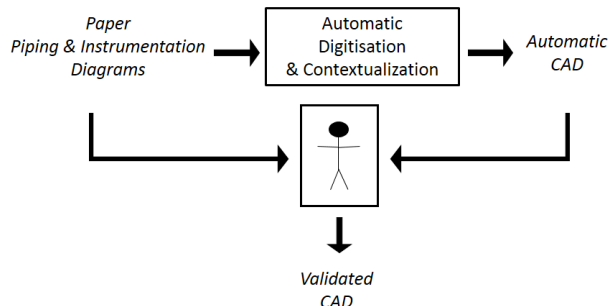 Paper
Piping & Instrumentation
Diagrams
Automatic
Digitisation
& Contextualization
Automatic
CAD
Validated
CAD